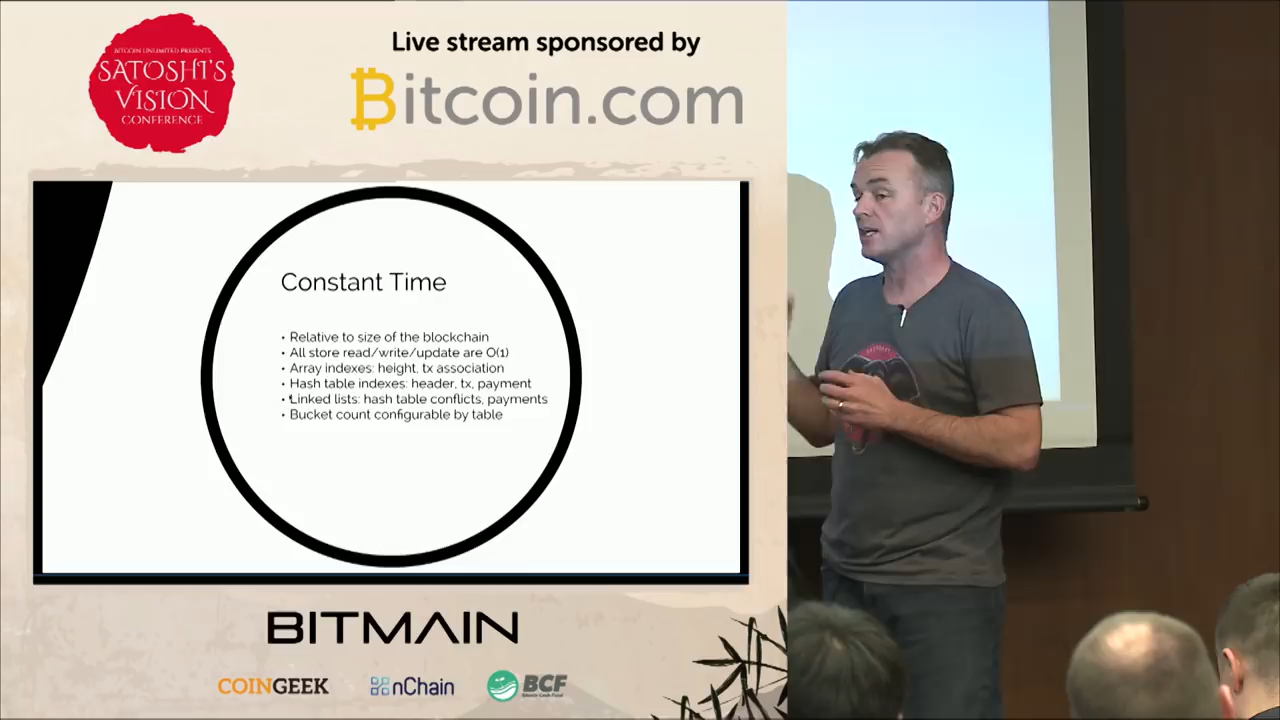 BITCOIN UNLIMITED PRESENTS
SATOSHI'S
VISION
CONFERENCE
Live stream sponsored by
Bitcoin.com
Constant Time
• Relative to size of the blockchain
• All store read/write/update are O(1)
• Array indexes: height, tx association
• Hash table indexes: header, tx, payment
• Linked lists: hash table conflicts, payments
• Bucket count configurable by table
BITMAIN
COINGEEK
nChain
BCF